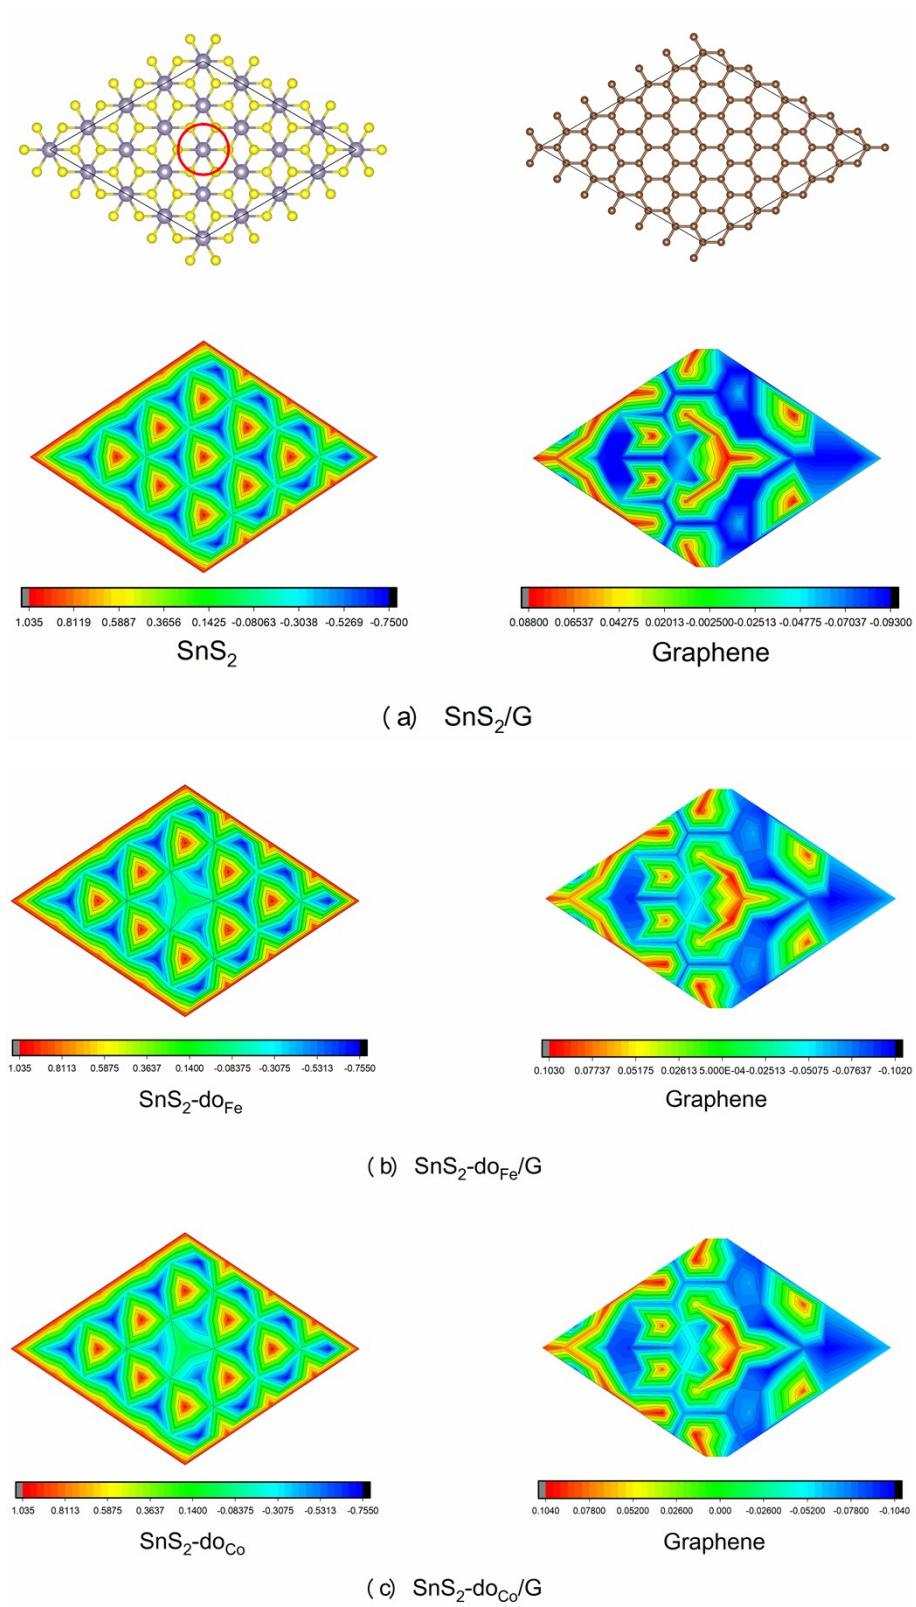 1.035 0.8119 0.5887 0.3656 0.1425 -0.08063 -0.3038 -0.5269 -0.7500
0.08800 0.06537 0.04275 0.02013 -0.002500 -0.02513 -0.04775 -0.07037 -0.09300
SnS2
Graphene
(a) SnS2/G
1.035 0.8113 0.5875 0.3637 0.1400 -0.08375 -0.3075 -0.5313 -0.7550
0.1030 0.07737 0.05175 0.02613 5.000E-04 -0.02513 -0.05075 -0.07637 -0.1020
SnS2-doFe
Graphene
(b) SnS2-doFe/G
1.035 0.8113 0.5875 0.3637 0.1400 -0.08375 -0.3075 -0.5313 -0.7550
0.1040 0.07800 0.05200 0.02600 0.000 -0.02600 -0.05200 -0.07800 -0.1040
SnS2-doCo
Graphene
(c) SnS2-doCo/G